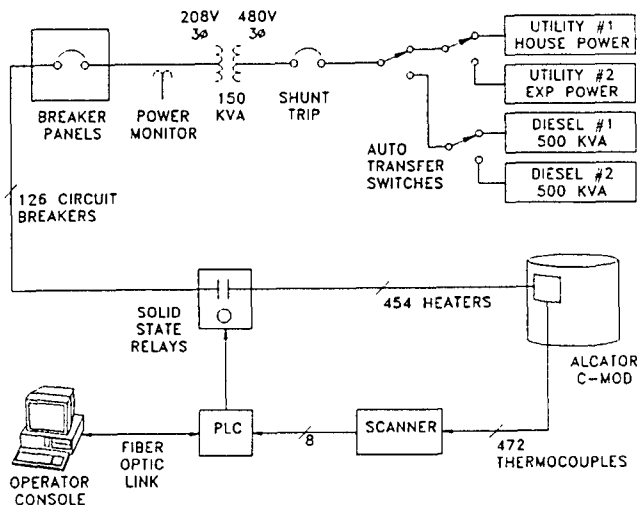 208V 480V
3ø 3ø
150
KVA
BREAKER
PANELS
POWER
MONITOR
SHUNT
TRIP
AUTO
TRANSFER
SWITCHES
UTILITY #1
HOUSE POWER
UTILITY #2
EXP POWER
DIESEL #1
500 KVA
DIESEL #2
500 KVA
126 CIRCUIT
BREAKERS
SOLID
STATE
RELAYS
454 HEATERS
ALCATOR
C-MOD
OPERATOR
CONSOLE
FIBER
OPTIC
LINK
PLC
8
SCANNER
472
THERMOCOUPLES